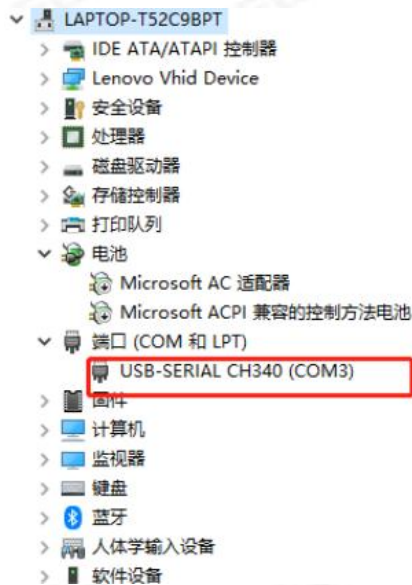 LAPTOP-T52C9BPT
IDE ATA/ATAPI 控制器
Lenovo Vhid Device
安全设备
处理器
磁盘驱动器
存储控制器
打印队列
电池
Microsoft AC 适配器
Microsoft ACPI 兼容的控制方法电池
端口 (COM 和 LPT)
USB-SERIAL CH340 (COM3)
固件
计算机
监视器
键盘
蓝牙
人体学输入设备
软件设备